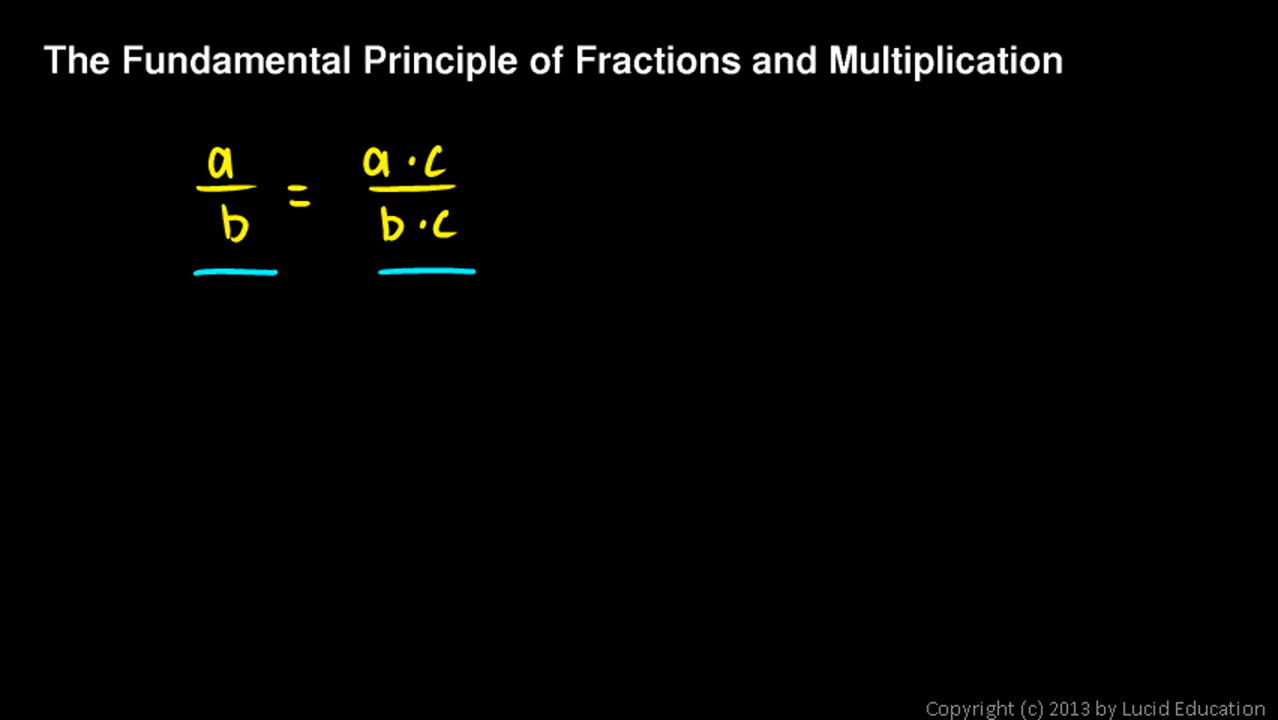 The Fundamental Principle of Fractions and Multiplication
a/b = a · c/b · c
Copyright (c) 2013 by Lucid Education